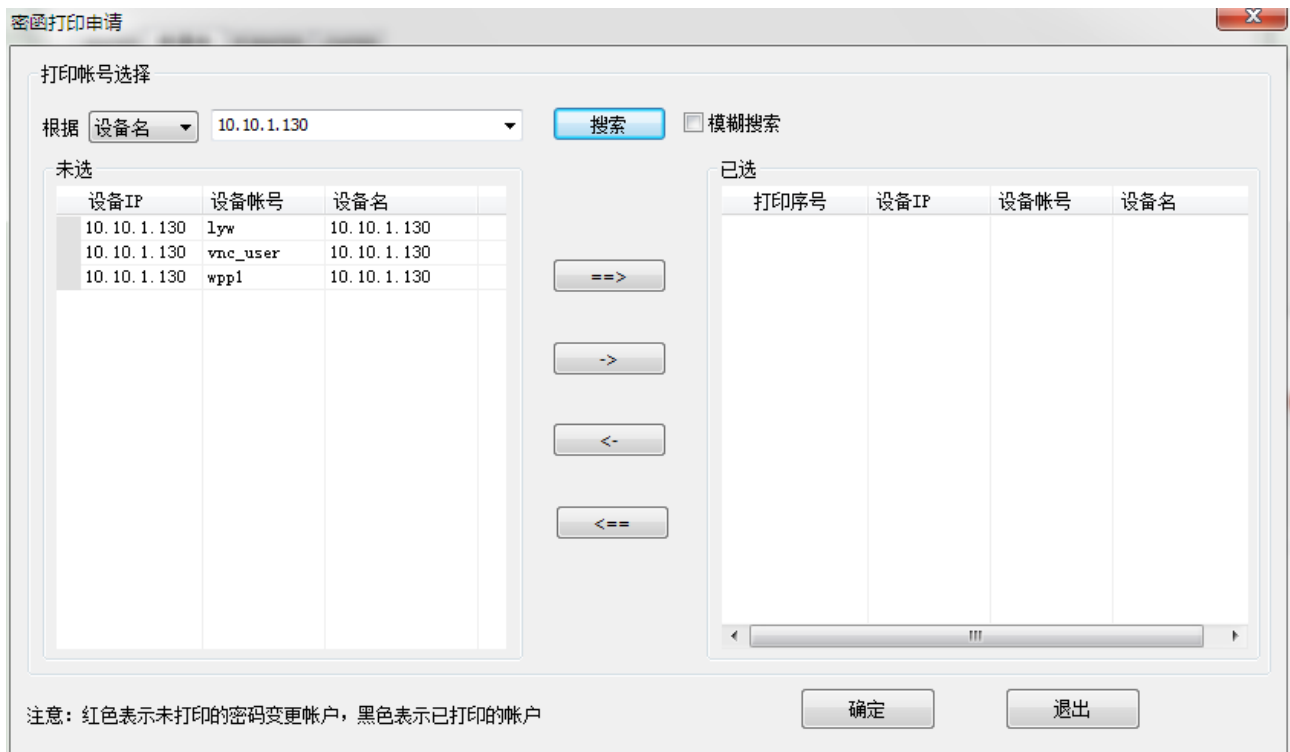 密函打印申请
打印帐号选择
根据 设备名 10.10.1.130 搜索 模糊搜索
未选
设备IP 设备帐号 设备名
10.10.1.130 lyw 10.10.1.130
10.10.1.130 vnc_user 10.10.1.130
10.10.1.130 wpp1 10.10.1.130
==>
->
<-
<==
已选
打印序号 设备IP 设备帐号 设备名
注意：红色表示未打印的密码变更帐户，黑色表示已打印的帐户
确定 退出